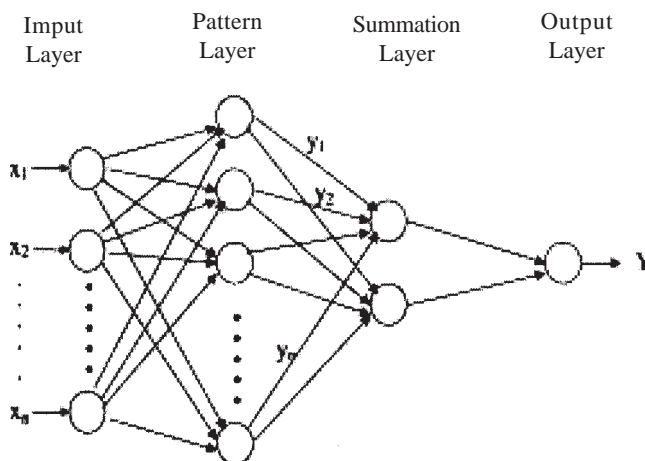 Imput
Layer
Pattern
Layer
Summation
Layer
Output
Layer
y₁
x₁
y₂
x₂
Y
yₙ
xₙ